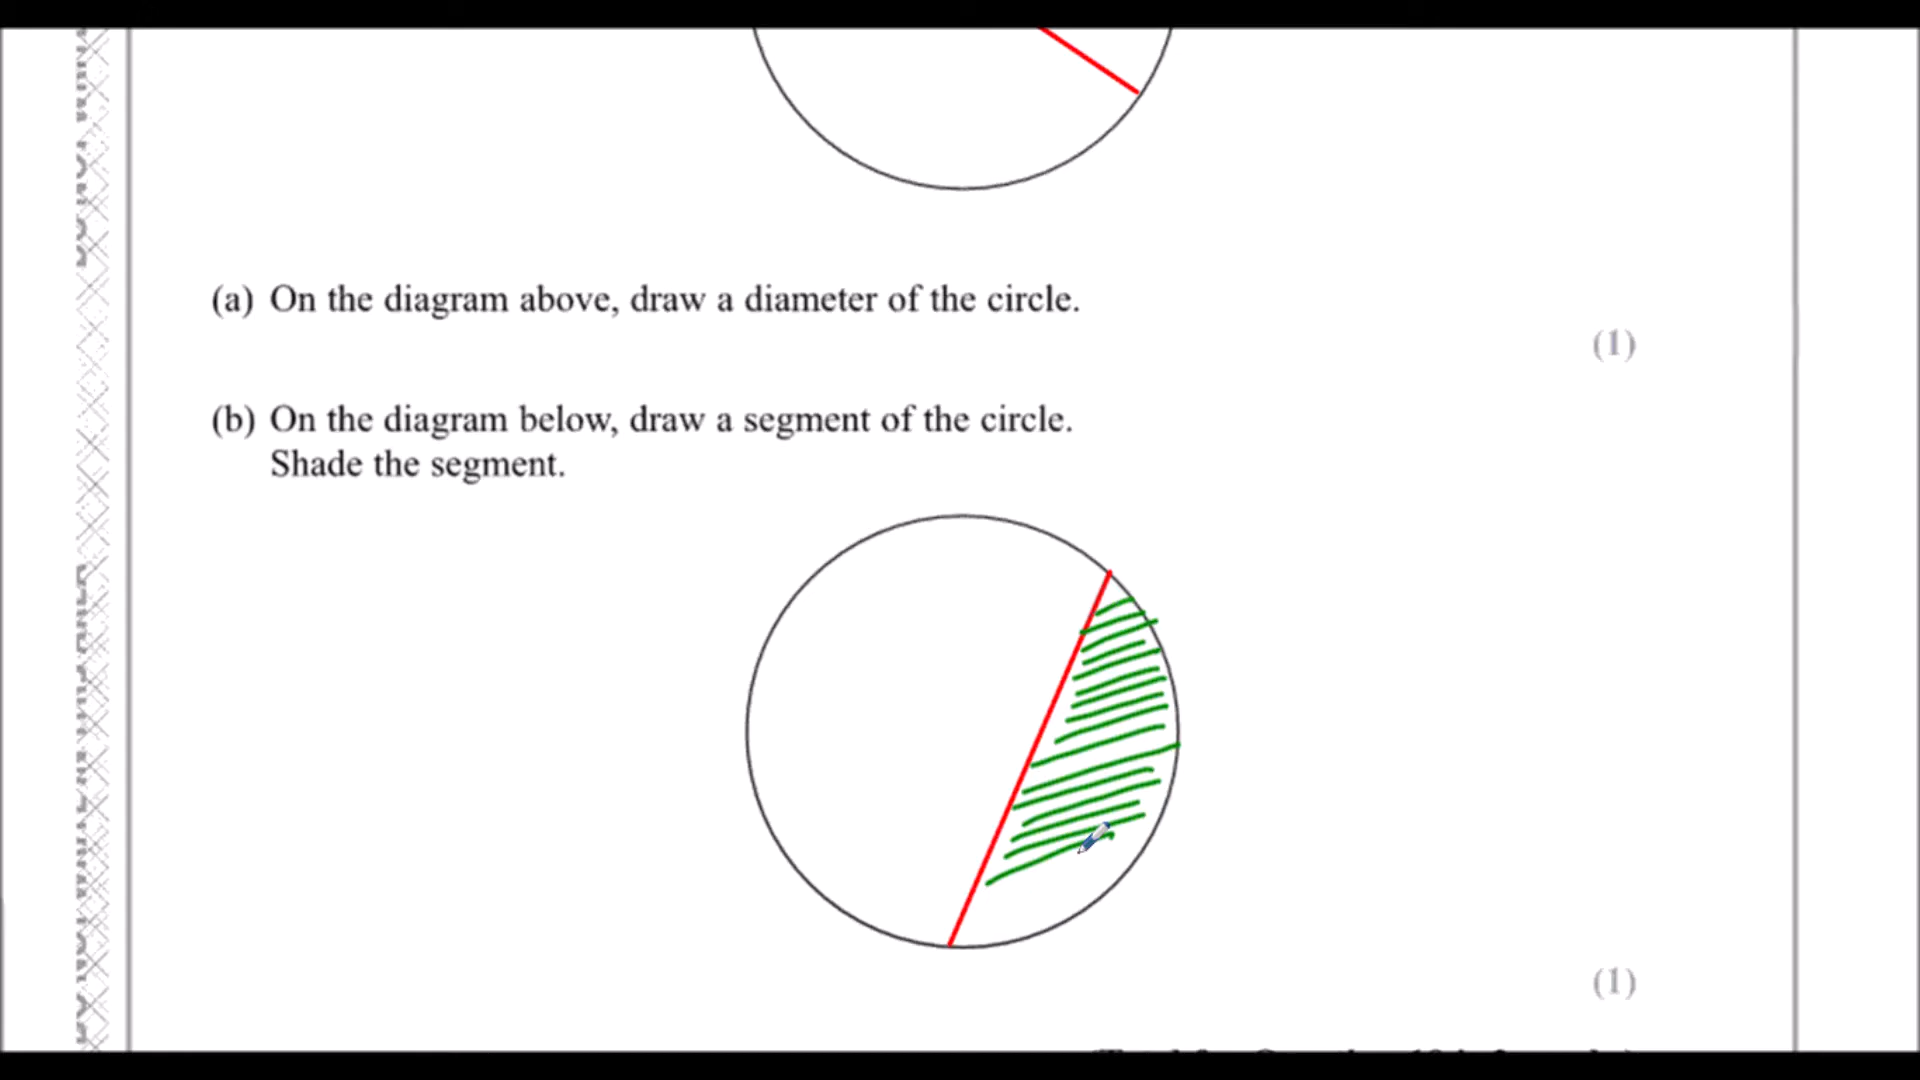 (a) On the diagram above, draw a diameter of the circle.
(1)
(b) On the diagram below, draw a segment of the circle.
Shade the segment.
(1)